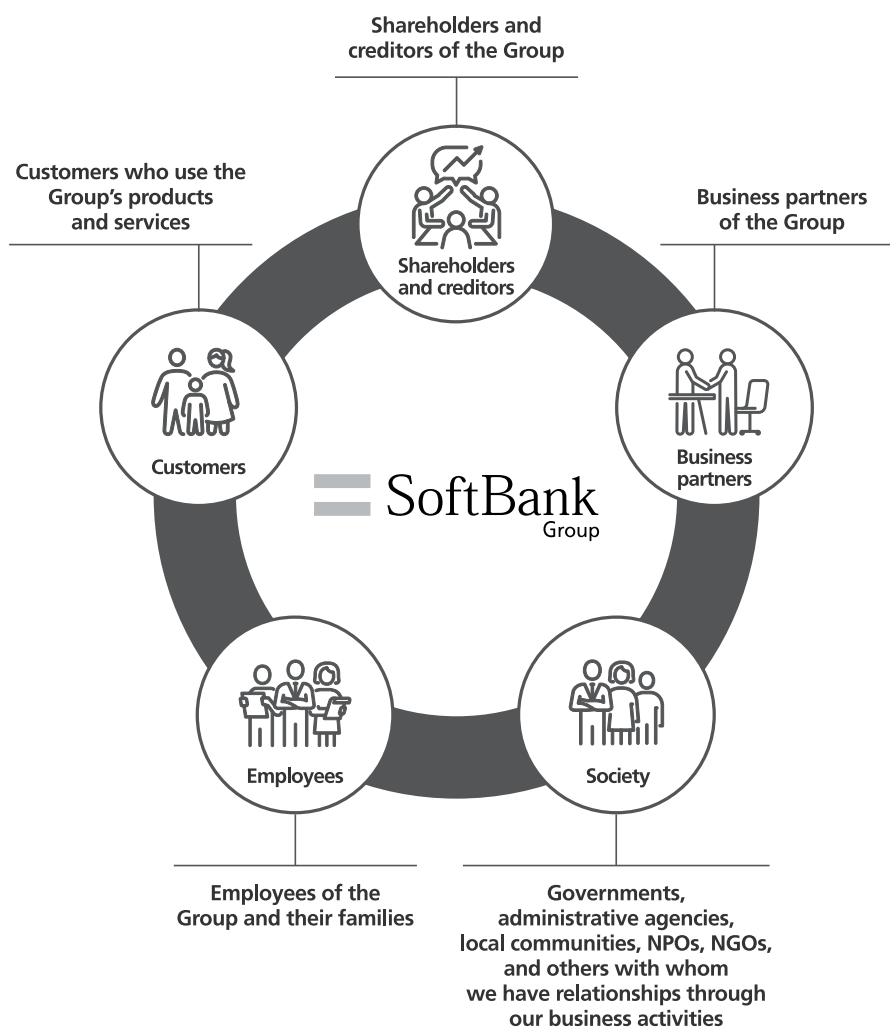 Shareholders and
creditors of the Group
Customers who use the
Group's products
and services
Business partners
of the Group
Shareholders
and creditors
Customers
Business
partners
SoftBank
Group
Employees
Society
Employees of the
Group and their families
Governments,
administrative agencies,
local communities, NPOs, NGOs,
and others with whom
we have relationships through
our business activities